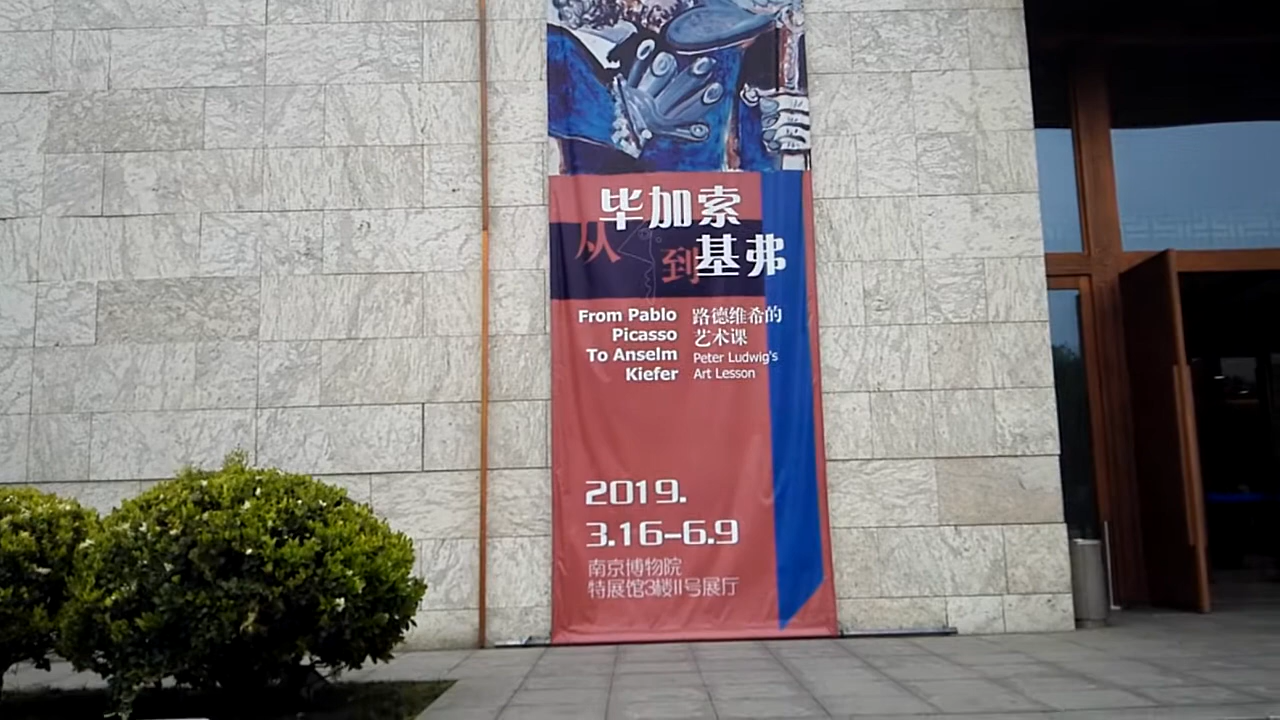 毕加索
从
到基弗
From Pablo
Picasso
To Anselm
Kiefer
路德维希的
艺术课
Peter Ludwig's
Art Lesson
2019.
3.16-6.9
南京博物院
特展馆3楼11号展厅